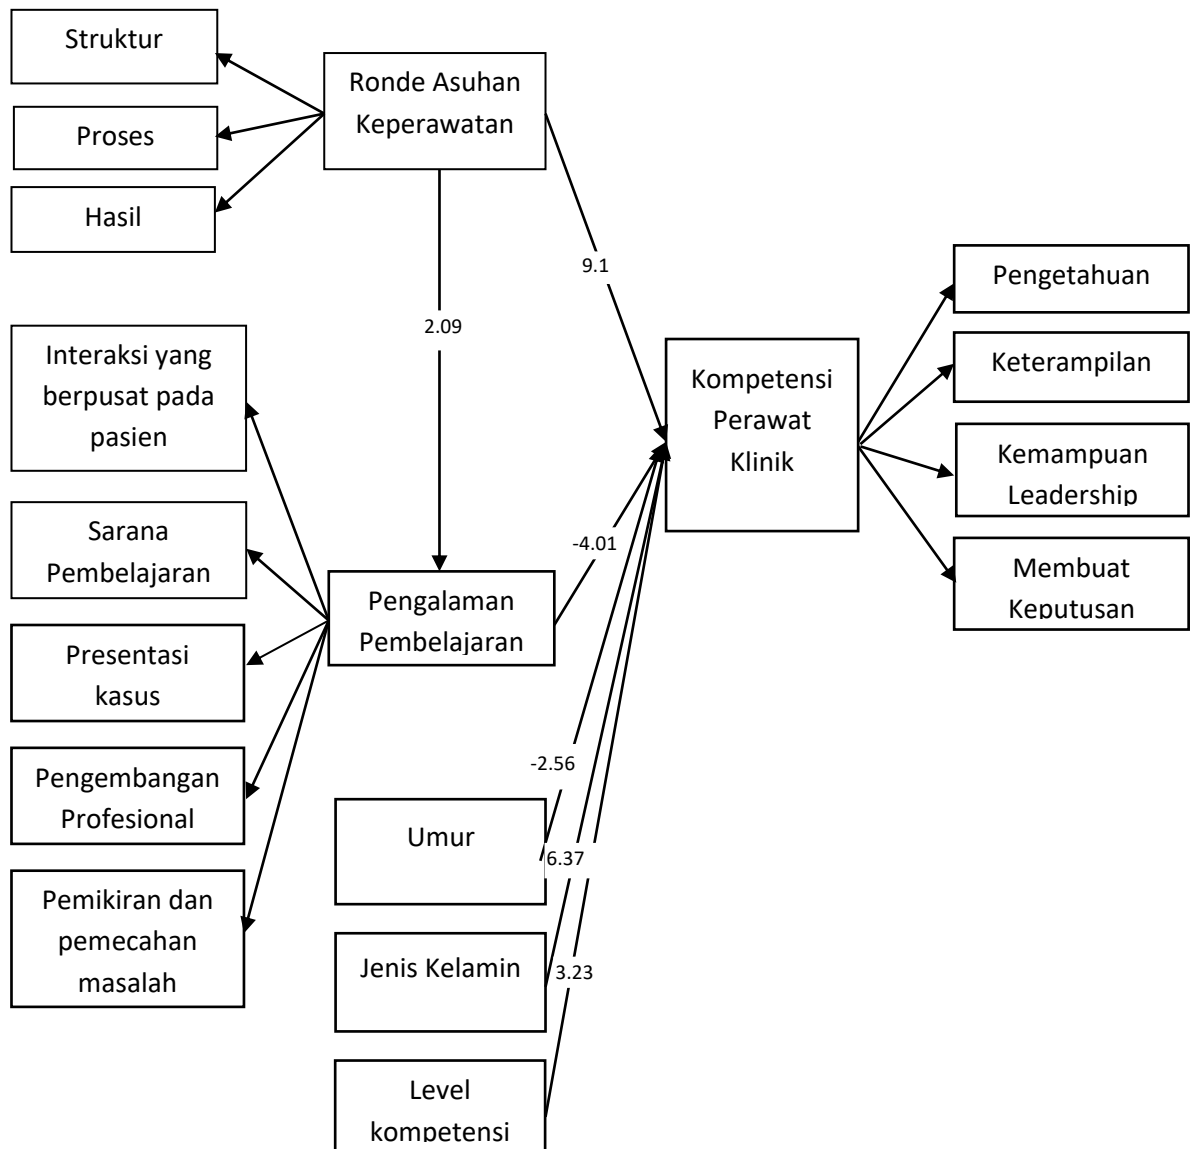 Struktur
Proses
Hasil
Ronde Asuhan
Keperawatan
9.1
2.09
Interaksi yang
berpusat pada
pasien
Sarana
Pembelajaran
Presentasi
kasus
Pengembangan
Profesional
Pemikiran dan
pemecahan
masalah
Pengalaman
Pembelajaran
-4.01
-2.56
6.37
3.23
Umur
Jenis Kelamin
Level
kompetensi
Kompetensi
Perawat
Klinik
Pengetahuan
Keterampilan
Kemampuan
Leadership
Membuat
Keputusan